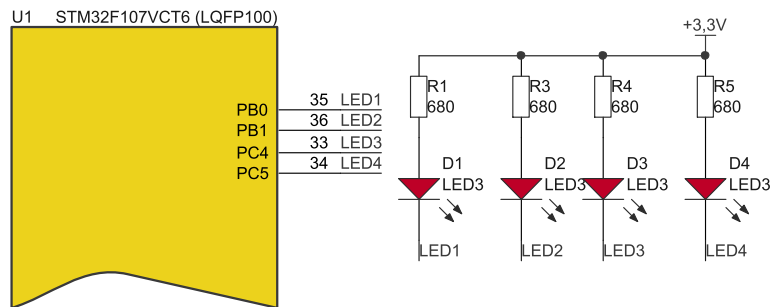 U1 STM32F107VCT6 (LQFP100)
+3,3V
R1 R3 R4 R5
680 680 680 680
PB0 35 LED1
PB1 36 LED2
PC4 33 LED3
PC5 34 LED4
D1 D2 D3 D4
LED3 LED3 LED3 LED3
LED1 LED2 LED3 LED4